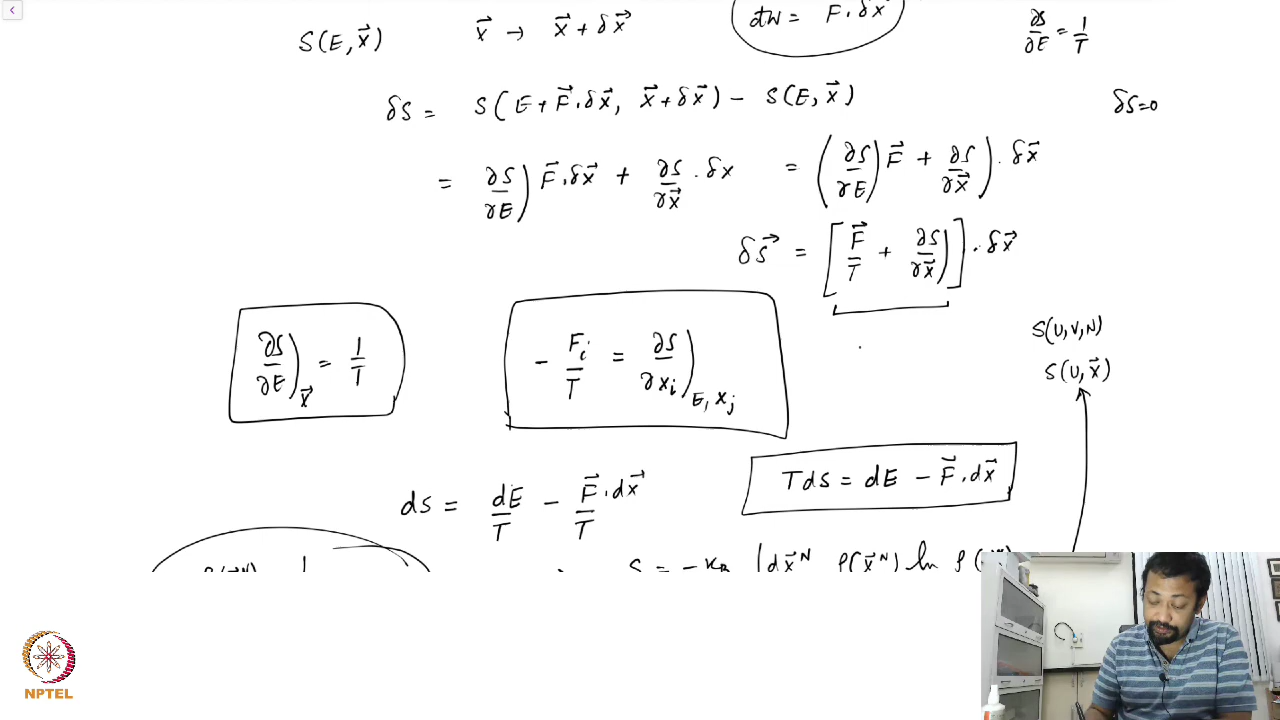 S(E, x⃗)   x⃗ → x⃗ + δx⃗   đW = F⃗ . δx⃗   ∂S/∂E = 1/T
δS = S(E + F⃗ . δx⃗, x⃗ + δx⃗) − S(E, x⃗)   δS=0
= ∂S/∂E) F⃗ . δx⃗ + ∂S/∂x⃗ . δx   = (∂S/∂E) F⃗ + ∂S/∂x⃗) . δx⃗
δS⃗ = [F⃗/T + ∂S/∂x⃗)] . δx⃗
S(U,V,N)
S(U, x⃗)
∂S/∂E)x⃗ = 1/T   − Fi/T = ∂S/∂xi)E, xj
TdS = dE − F⃗ . dx⃗
dS = dE/T − F⃗/T . dx⃗
S = −KB ∫dx⃗ᴺ ρ(x⃗ᴺ) ln ρ
NPTEL